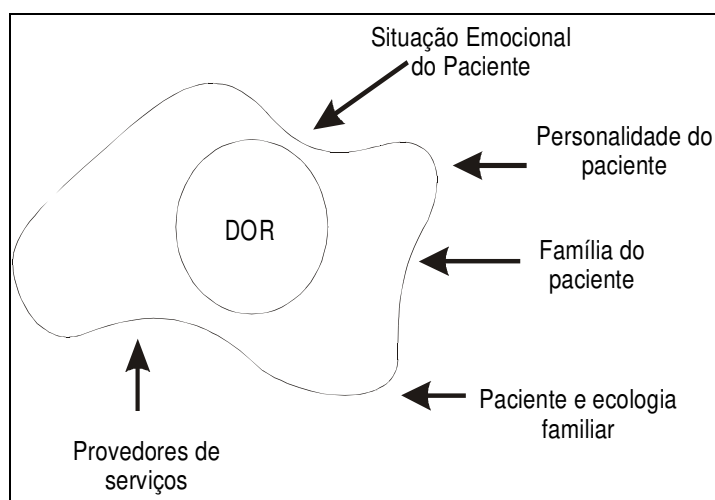 Situação Emocional
do Paciente
Personalidade do
paciente
DOR
Família do
paciente
Paciente e ecologia
familiar
Provedores de
serviços